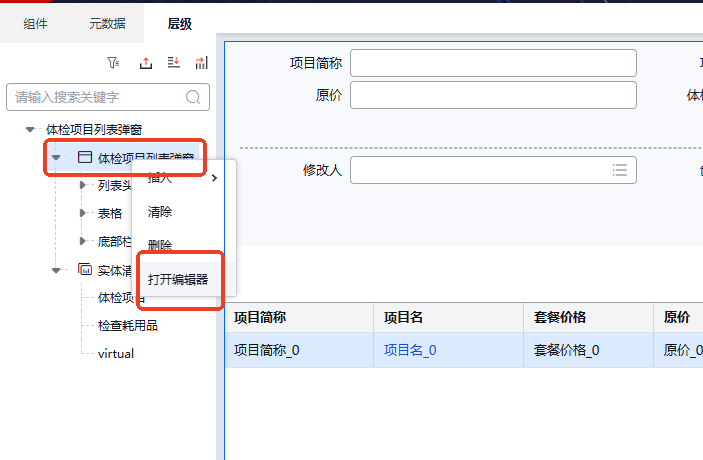 组件 元数据 层级
请输入搜索关键字
体检项目列表弹窗
体检项目列表弹窗
列表头
表格
底部栏
实体清
体检项目
检查耗用品
virtual
插入
清除
删除
打开编辑器
项目简称
原价
体检
修改人
项目简称 项目名 套餐价格 原价
项目简称_0 项目名_0 套餐价格_0 原价_0